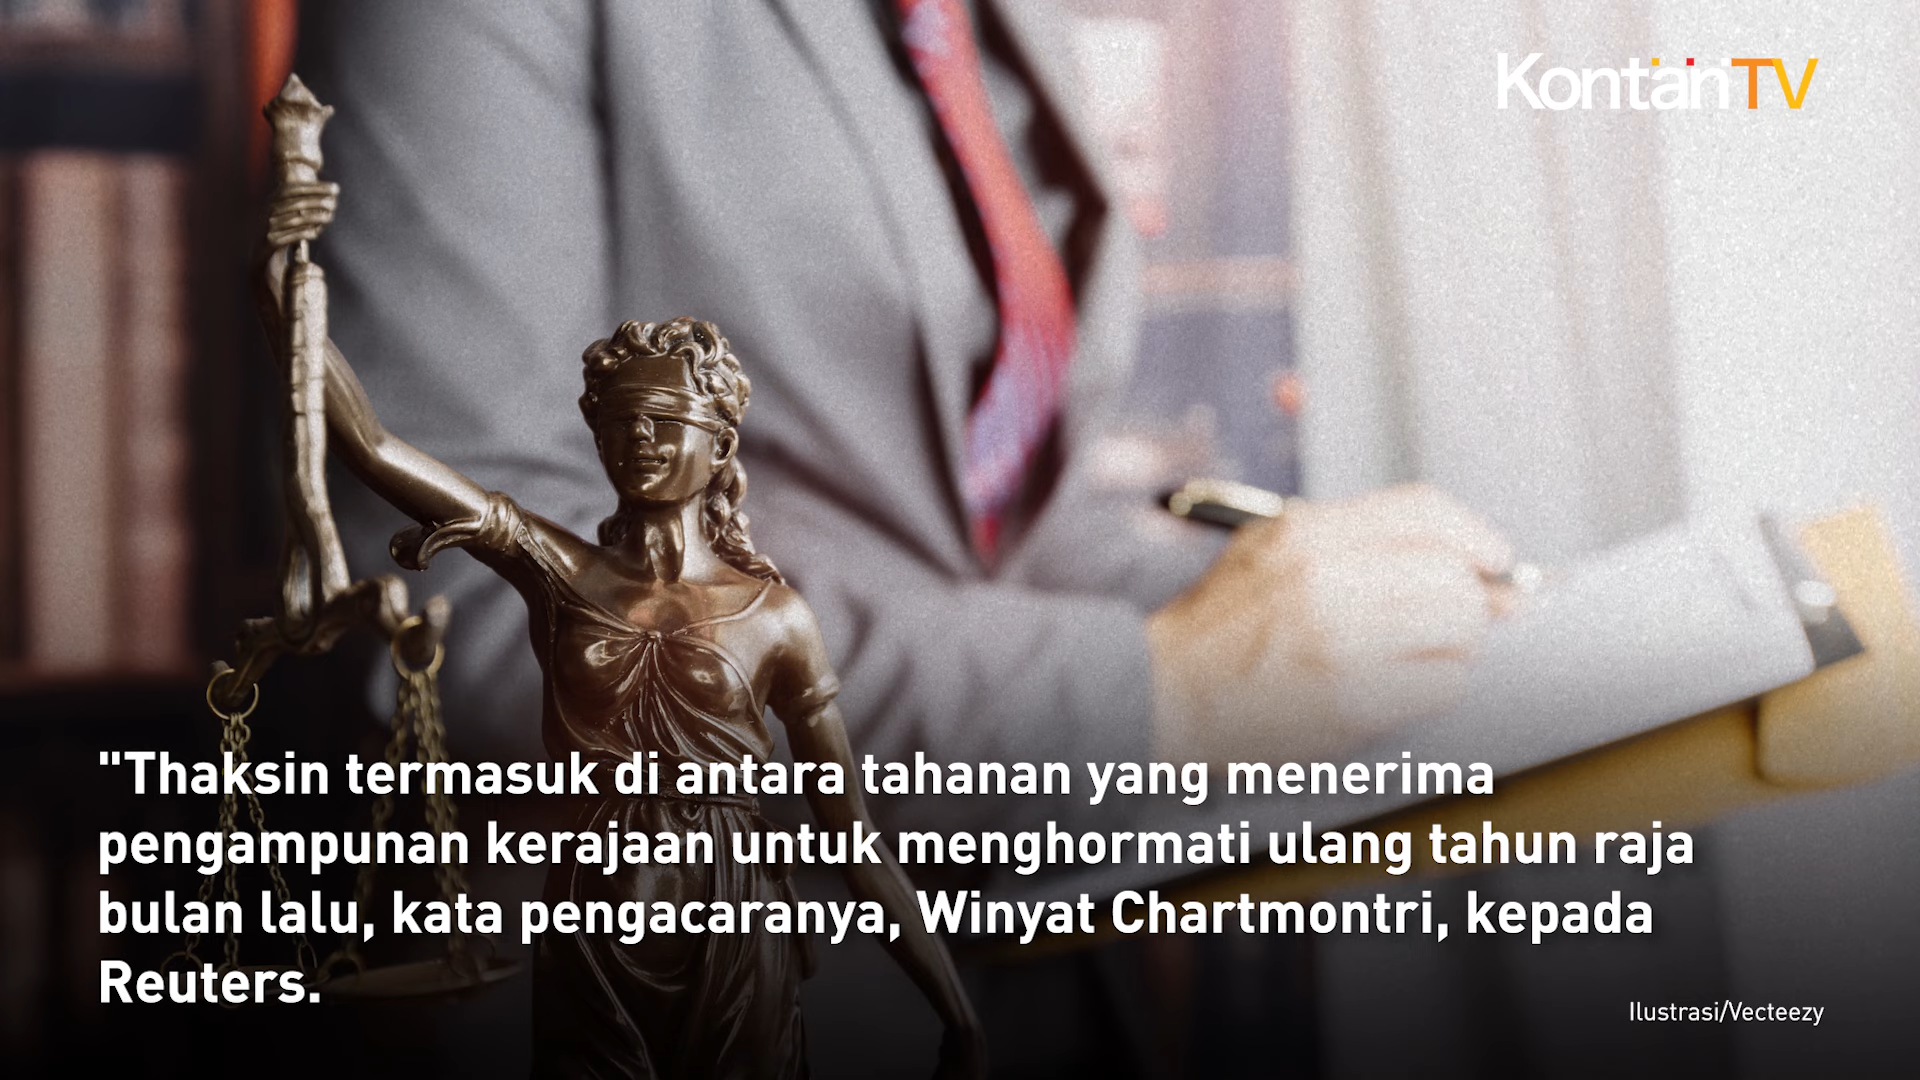 KontanTV
"Thaksin termasuk di antara tahanan yang menerima
pengampunan kerajaan untuk menghormati ulang tahun raja
bulan lalu, kata pengacaranya, Winyat Chartmontri, kepada
Reuters.
Ilustrasi/Vecteezy